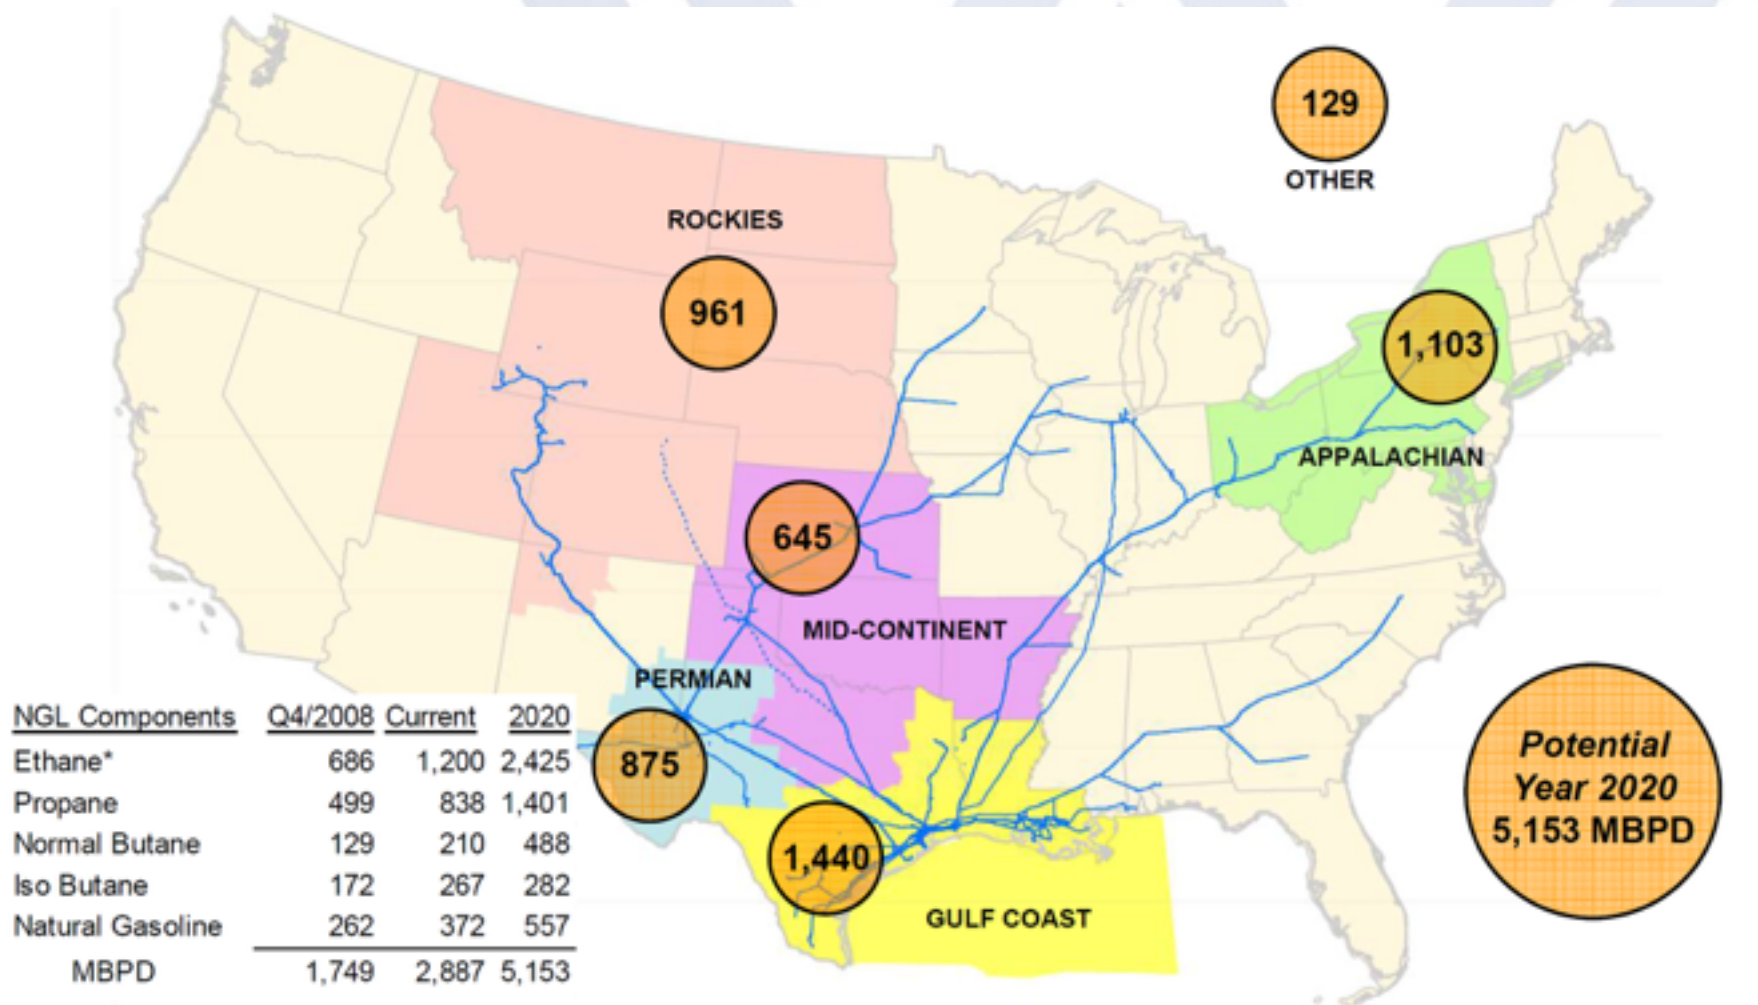 129
OTHER
ROCKIES
961
1,103
APPALACHIAN
645
MID-CONTINENT
PERMIAN
875
1,440
GULF COAST
Potential
Year 2020
5,153 MBPD
NGL Components Q4/2008 Current 2020
Ethane* 686 1,200 2,425
Propane 499 838 1,401
Normal Butane 129 210 488
Iso Butane 172 267 282
Natural Gasoline 262 372 557
MBPD 1,749 2,887 5,153